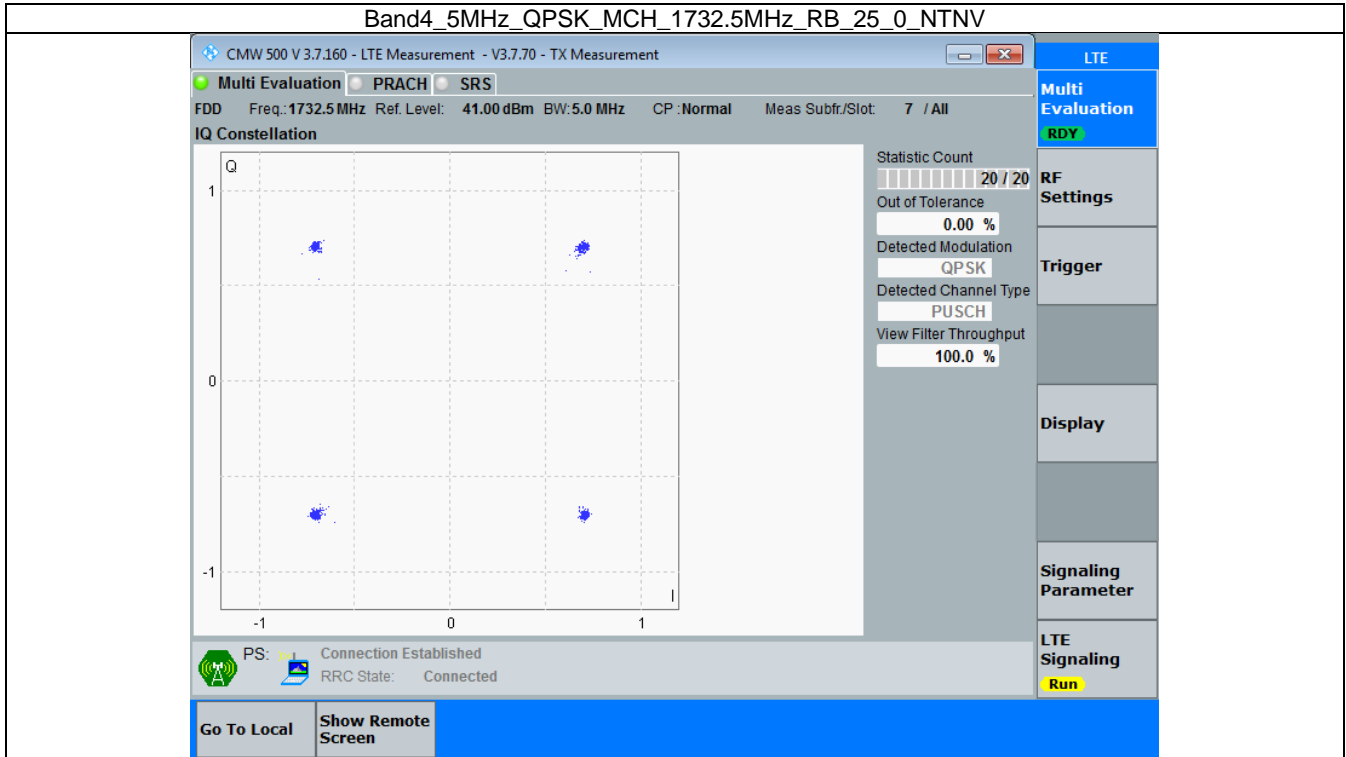 Band4_5MHz_QPSK_MCH_1732.5MHz_RB_25_0_NTNV
CMW 500 V 3.7.160 - LTE Measurement - V3.7.70 - TX Measurement
LTE
Multi Evaluation PRACH SRS
Multi
Evaluation
RDY
FDD Freq.: 1732.5 MHz Ref. Level: 41.00 dBm BW: 5.0 MHz CP : Normal Meas Subfr./Slot: 7 / All
IQ Constellation
Q
1
0
-1
I
-1 0 1
Statistic Count
20 / 20
Out of Tolerance
0.00 %
Detected Modulation
QPSK
Detected Channel Type
PUSCH
View Filter Throughput
100.0 %
RF
Settings
Trigger
Display
Signaling
Parameter
LTE
Signaling
Run
PS: Connection Established
RRC State: Connected
Go To Local
Show Remote
Screen